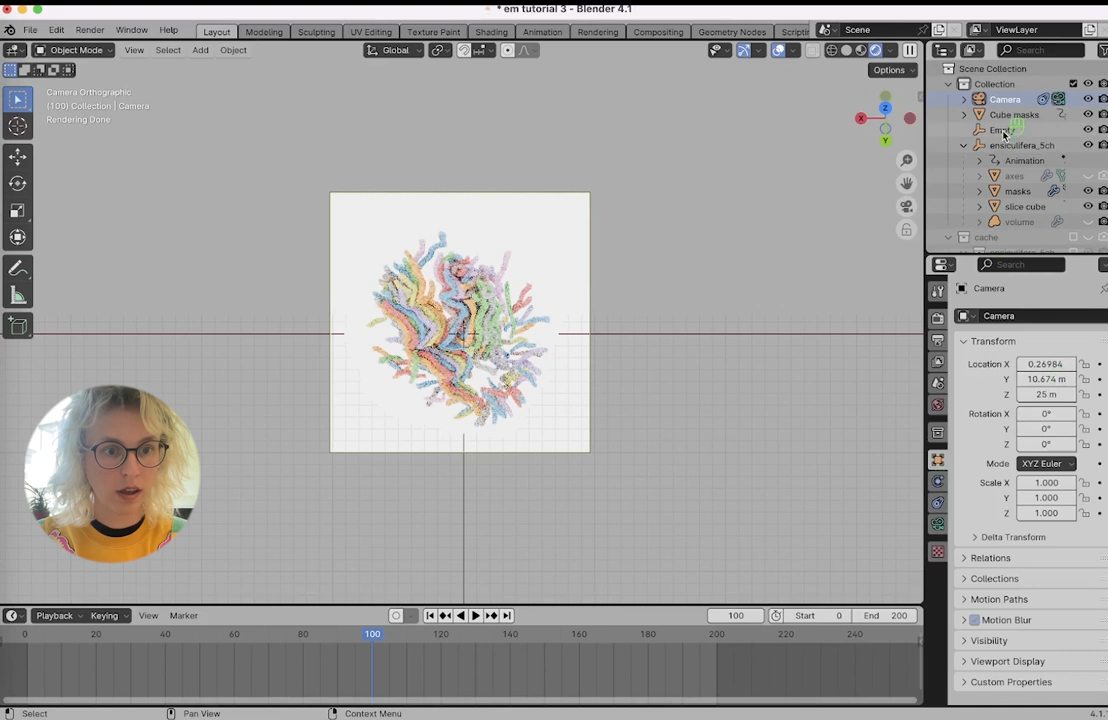 * em tutorial 3 - Blender 4.1
File Edit Render Window Help Layout Modeling Sculpting UV Editing Texture Paint Shading Animation Rendering Compositing Geometry Nodes Scene ViewLayer
Object Mode View Select Add Object Global Search
Options
Camera Orthographic
(100) Collection | Camera
Rendering Done
Z
X
Y
Scene Collection
Collection
Camera
Cube masks
ensiculifera_5ch
Animation
axes
masks
slice cube
volume
cache
Search
Camera
Camera
Transform
Location X 0.26984
Y 10.674 m
Z 25 m
Rotation X 0°
Y 0°
Z 0°
Mode XYZ Euler
Scale X 1.000
Y 1.000
Z 1.000
Delta Transform
Relations
Collections
Motion Paths
Motion Blur
Visibility
Viewport Display
Custom Properties
Playback Keying View Marker 100 Start 0 End 200
0 20 40 60 80 100 120 140 160 180 200 220 240
Select Pan View Context Menu 4.1.